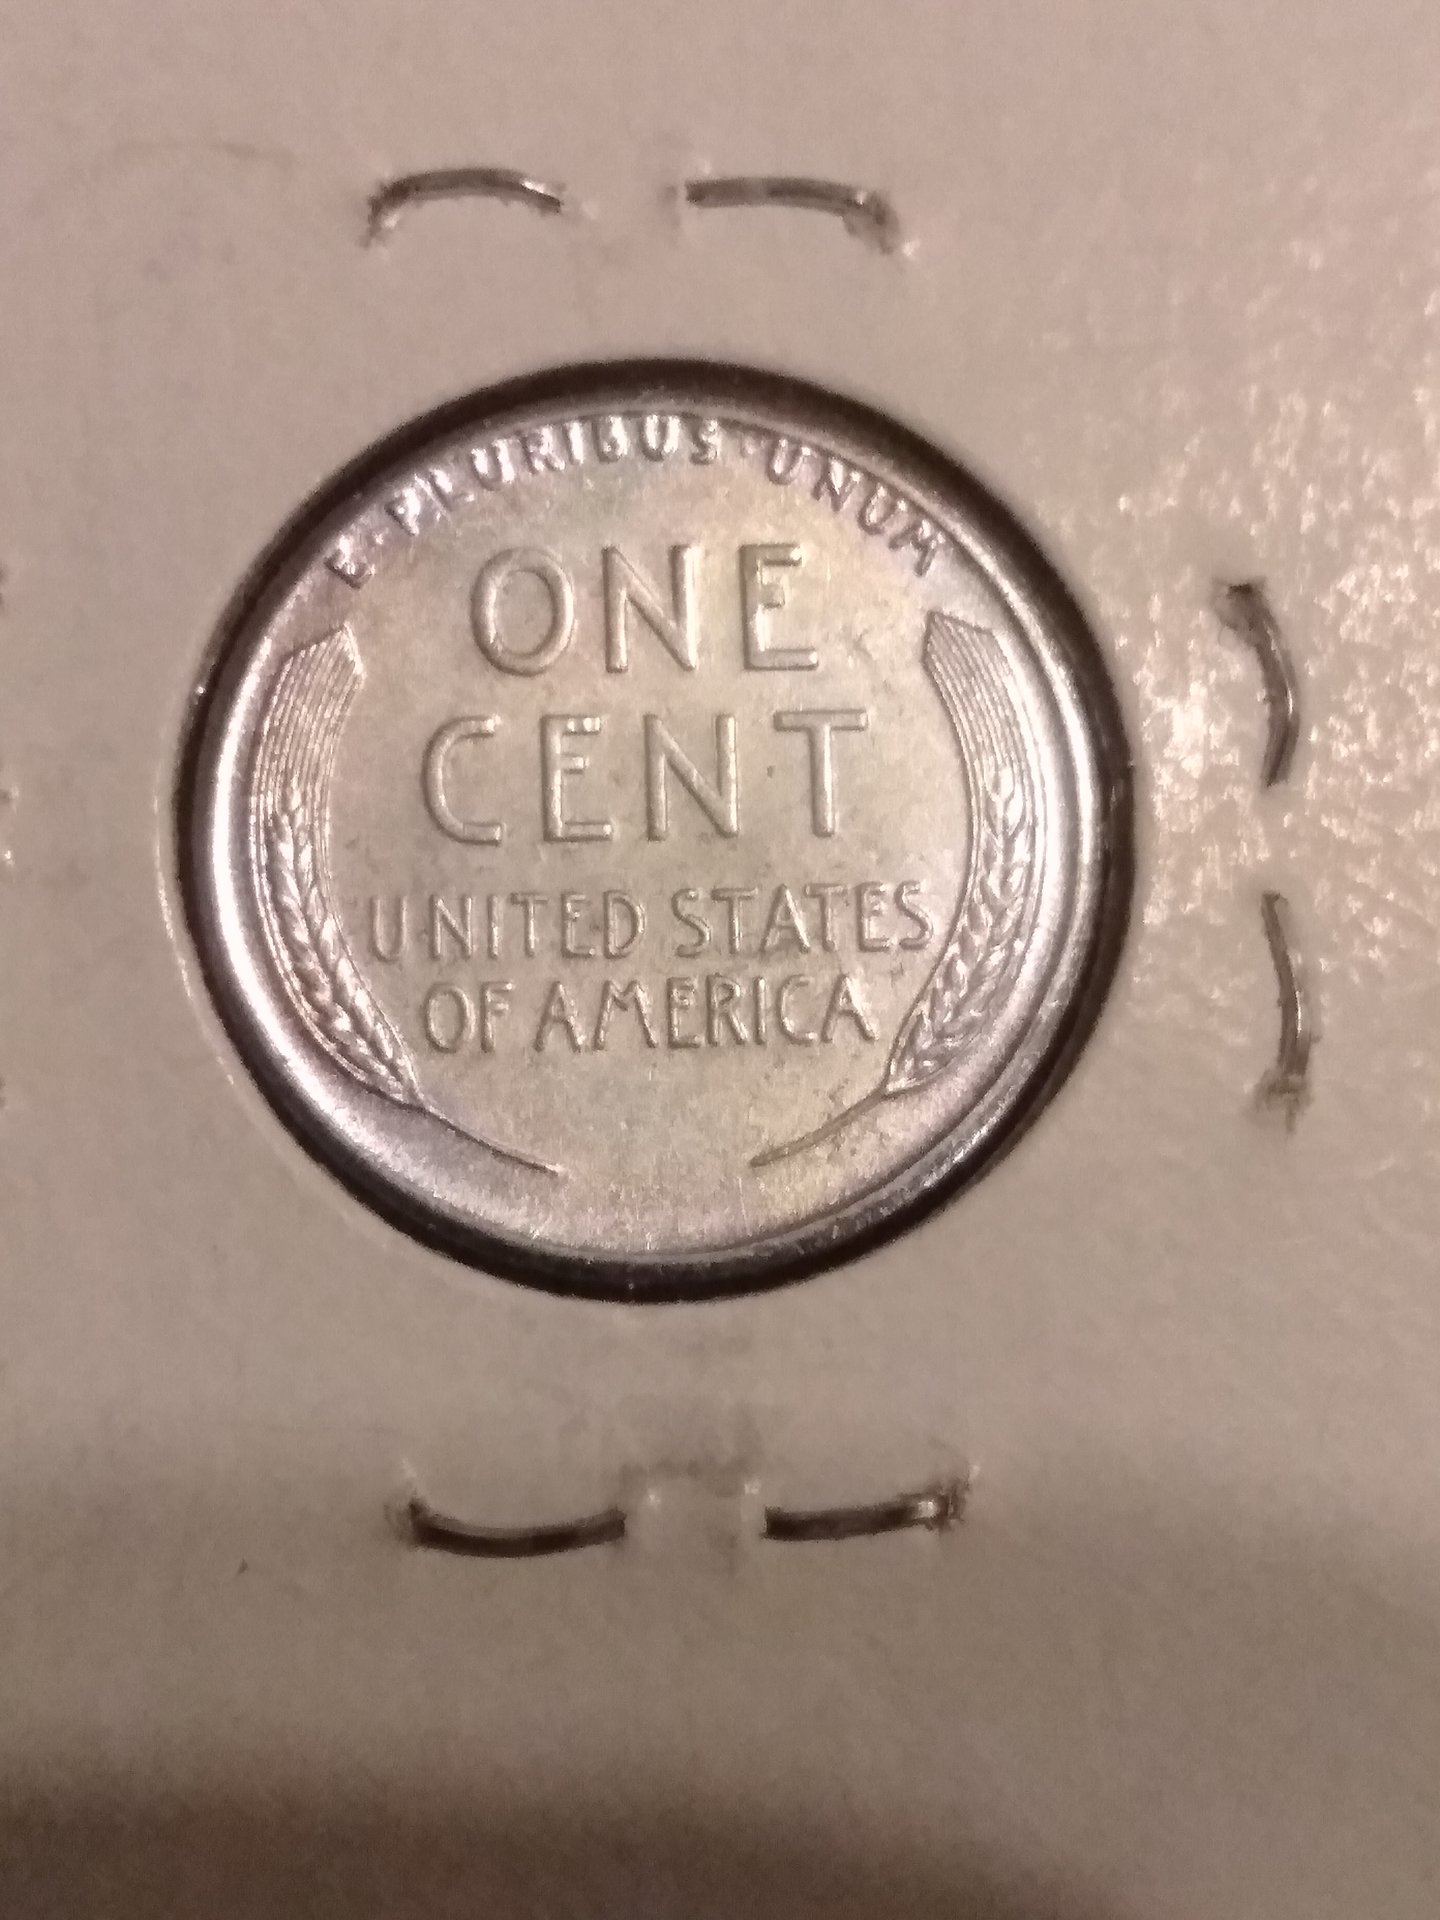 E·PLURIBUS·UNUM
ONE
CENT
UNITED STATES
OF AMERICA